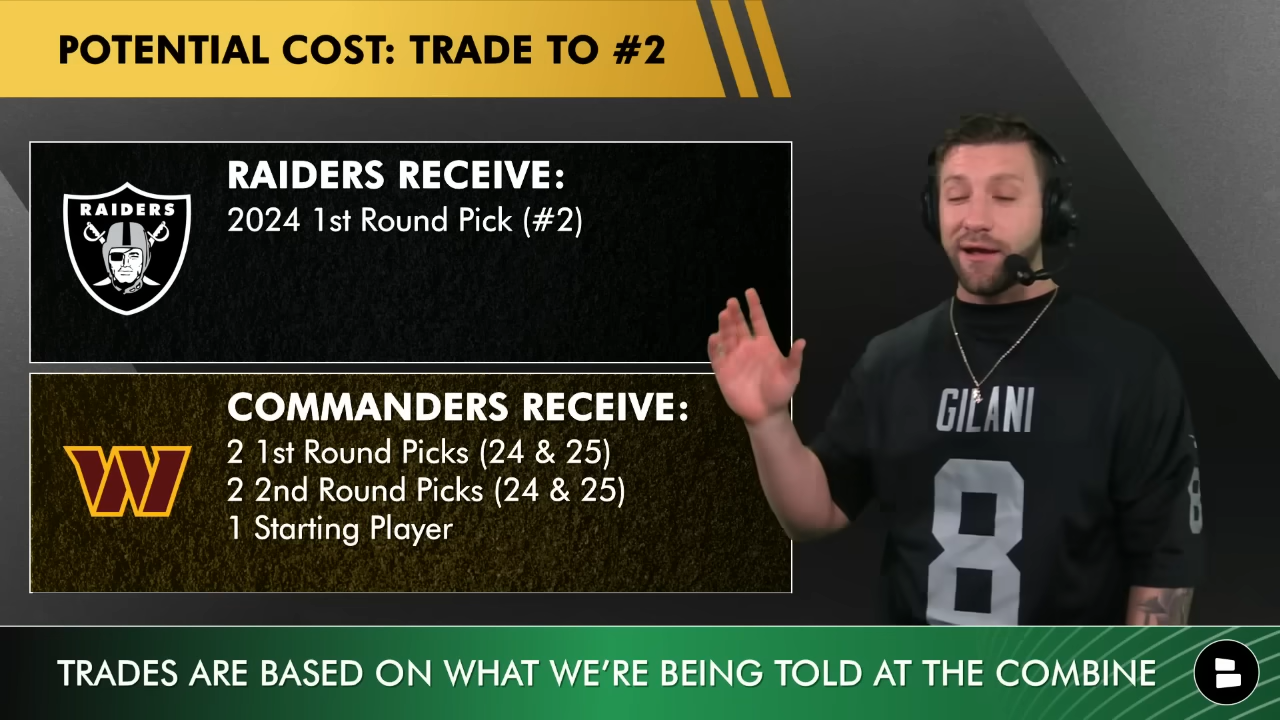 POTENTIAL COST: TRADE TO #2
RAIDERS RECEIVE:
2024 1st Round Pick (#2)
RAIDERS
COMMANDERS RECEIVE:
2 1st Round Picks (24 & 25)
2 2nd Round Picks (24 & 25)
1 Starting Player
W
GILANI
8
8
TRADES ARE BASED ON WHAT WE'RE BEING TOLD AT THE COMBINE